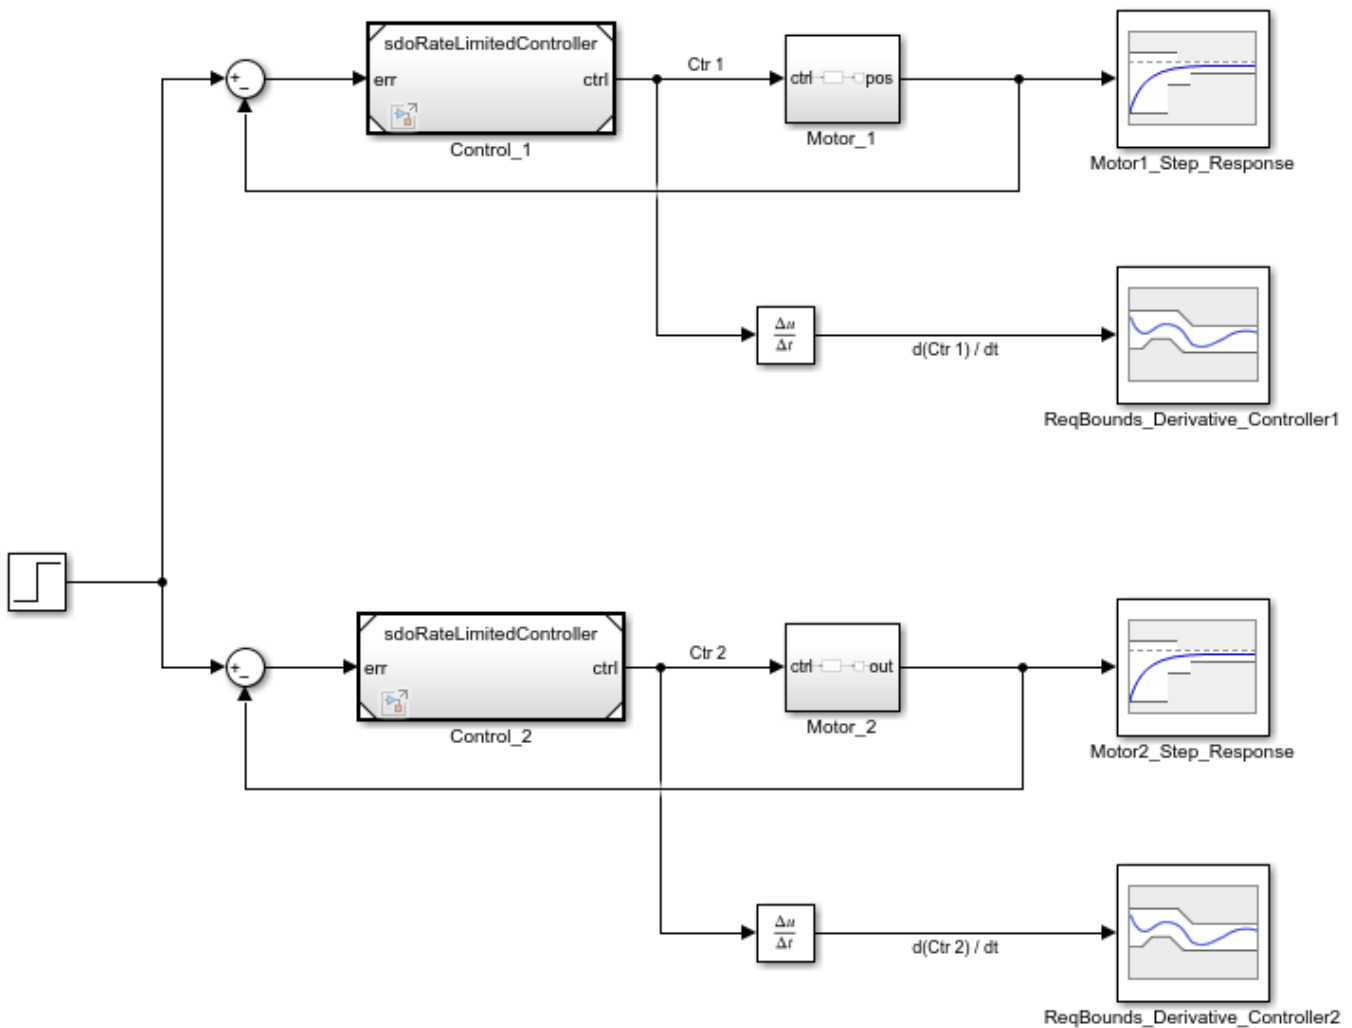 sdoRateLimitedController
err
ctrl
Control_1
Ctr 1
ctrl
pos
Motor_1
Motor1_Step_Response
Δu
Δt
d(Ctr 1) / dt
ReqBounds_Derivative_Controller1
sdoRateLimitedController
err
ctrl
Control_2
Ctr 2
ctrl
out
Motor_2
Motor2_Step_Response
Δu
Δt
d(Ctr 2) / dt
ReqBounds_Derivative_Controller2